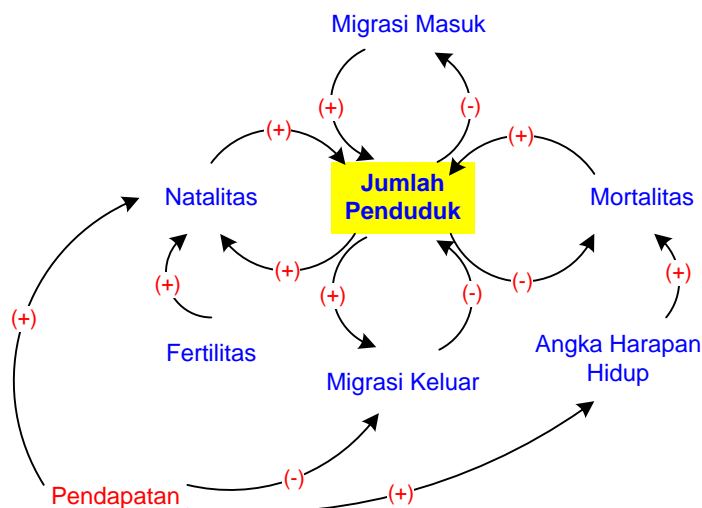 Migrasi Masuk
(+)
(-)
(+)
(+)
Natalitas
Jumlah
Penduduk
Mortalitas
(+)
(+)
(-)
(-)
(+)
(+)
(+)
Fertilitas
Migrasi Keluar
Angka Harapan
Hidup
(-)
(+)
Pendapatan